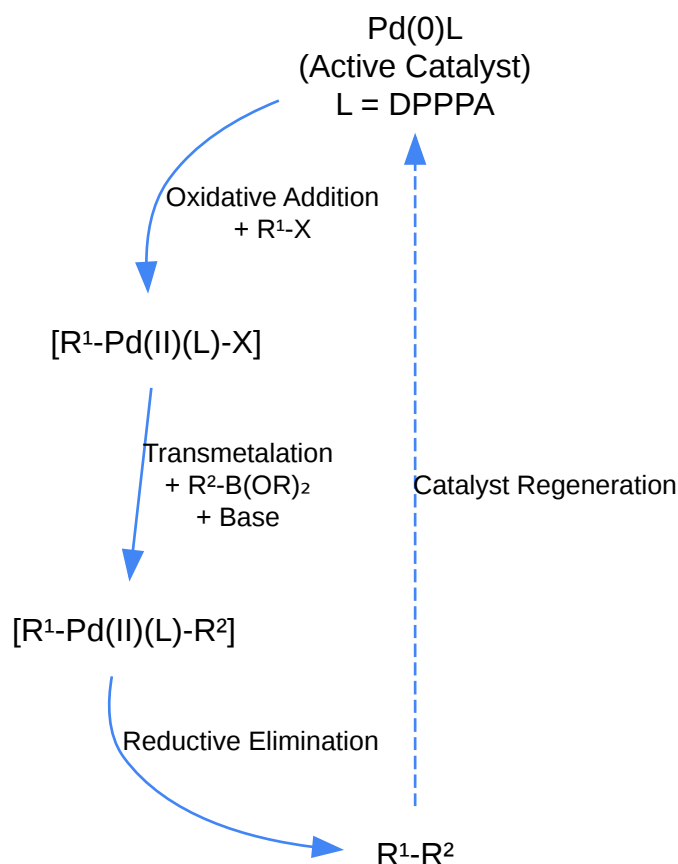 Pd(0)L
(Active Catalyst)
L = DPPPA
Oxidative Addition
+ R¹-X
[R¹-Pd(II)(L)-X]
Transmetalation
+ R²-B(OR)₂
+ Base
Catalyst Regeneration
[R¹-Pd(II)(L)-R²]
Reductive Elimination
R¹-R²